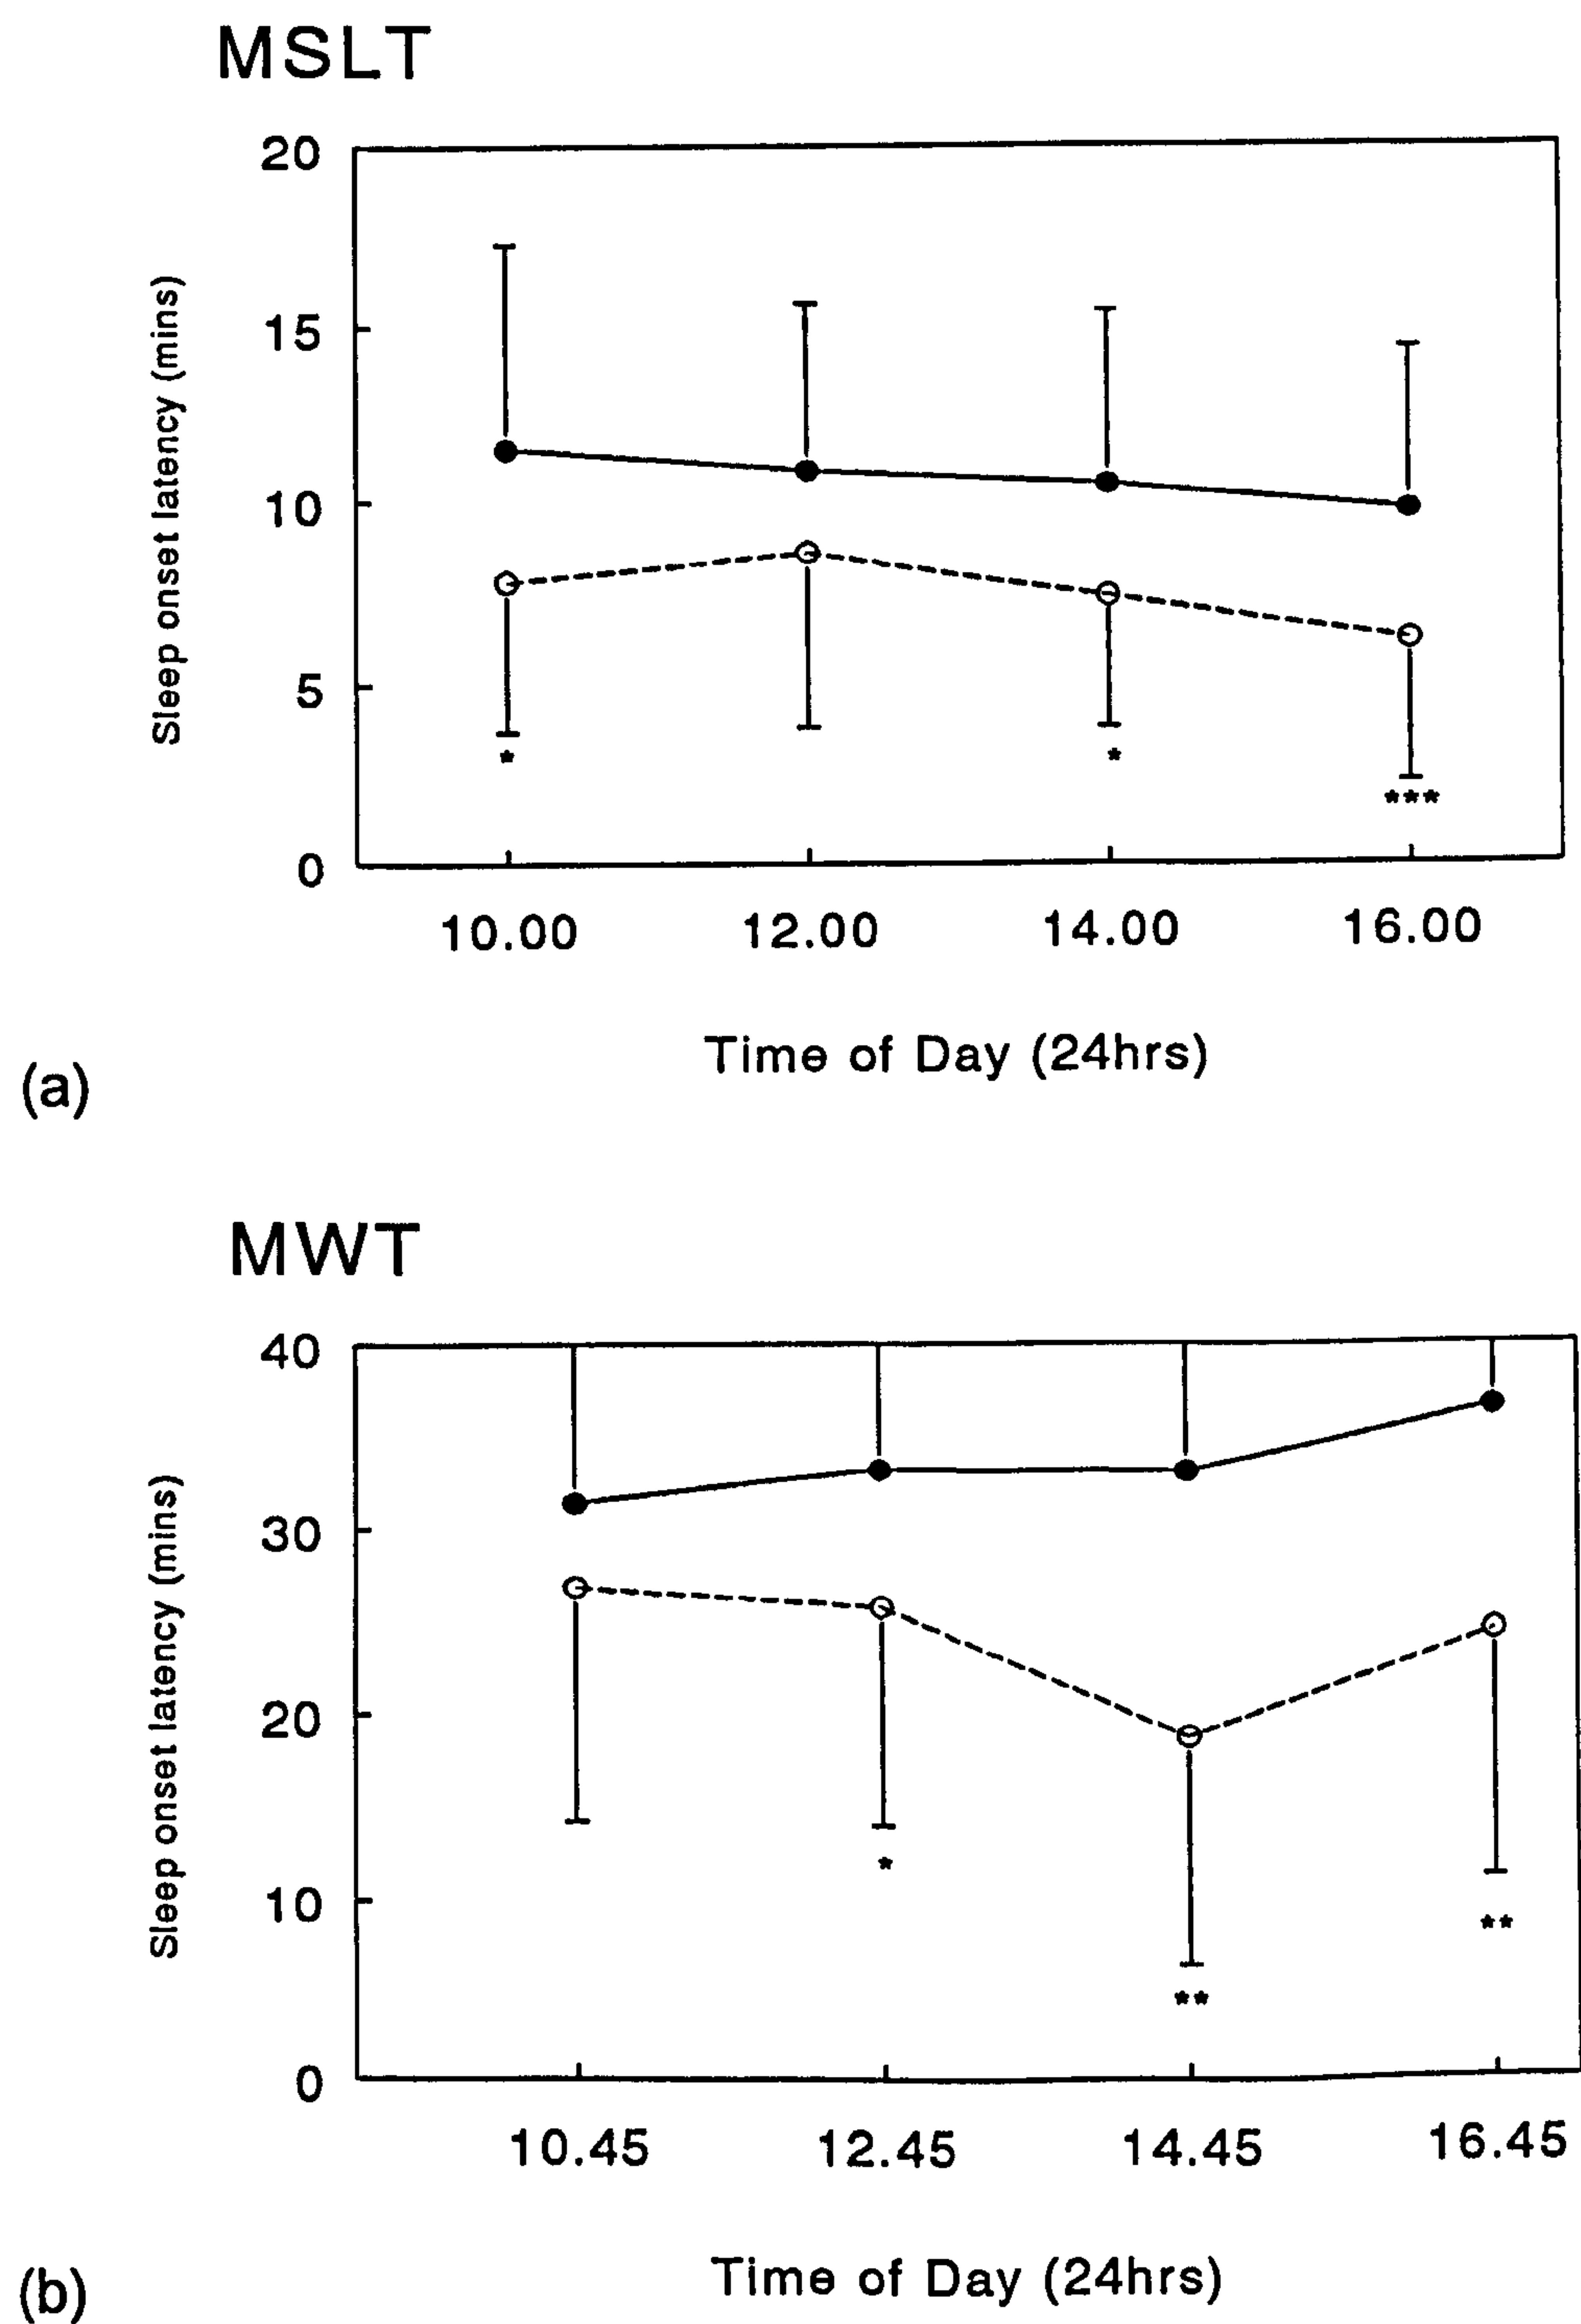 MSLT
20
15
10
5
0
Sleep onset latency (mins)
*
*
***
10.00 12.00 14.00 16.00
Time of Day (24hrs)
(a)
MWT
40
30
20
10
0
Sleep onset latency (mins)
*
**
**
10.45 12.45 14.45 16.45
Time of Day (24hrs)
(b)